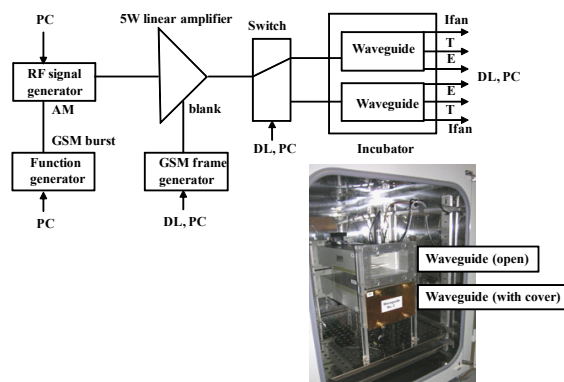 PC
5W linear amplifier
Switch
Ifan
T
E
Waveguide
RF signal
generator
AM
blank
DL, PC
E
T
Ifan
Waveguide
GSM burst
Function
generator
GSM frame
generator
DL, PC
Incubator
PC
DL, PC
Waveguide (open)
Waveguide (with cover)